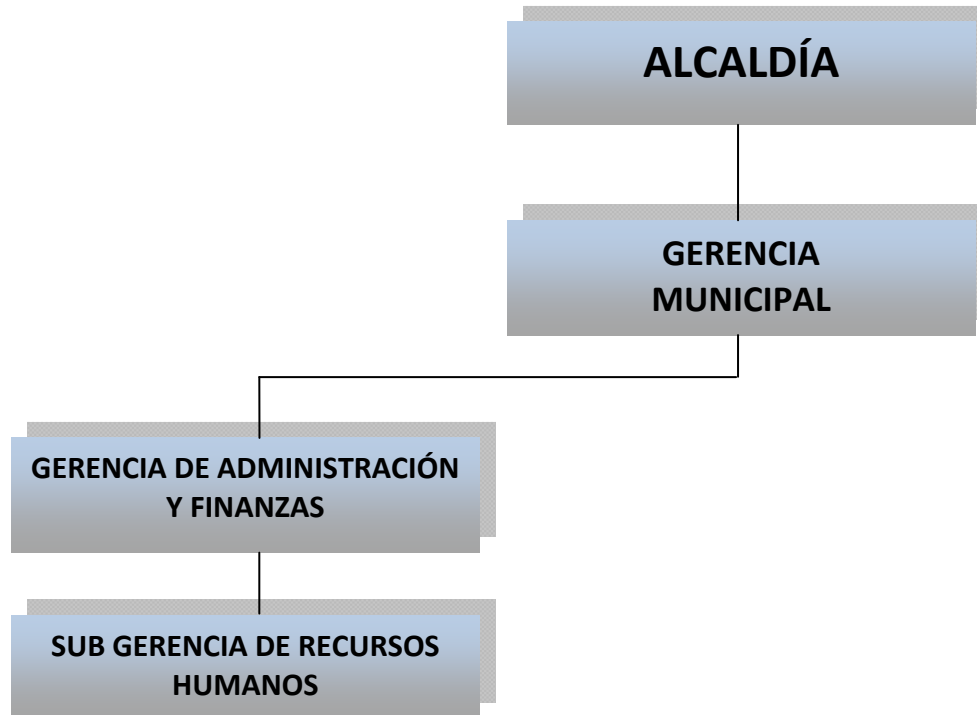 ALCALDÍA
GERENCIA
MUNICIPAL
GERENCIA DE ADMINISTRACIÓN
Y FINANZAS
SUB GERENCIA DE RECURSOS
HUMANOS